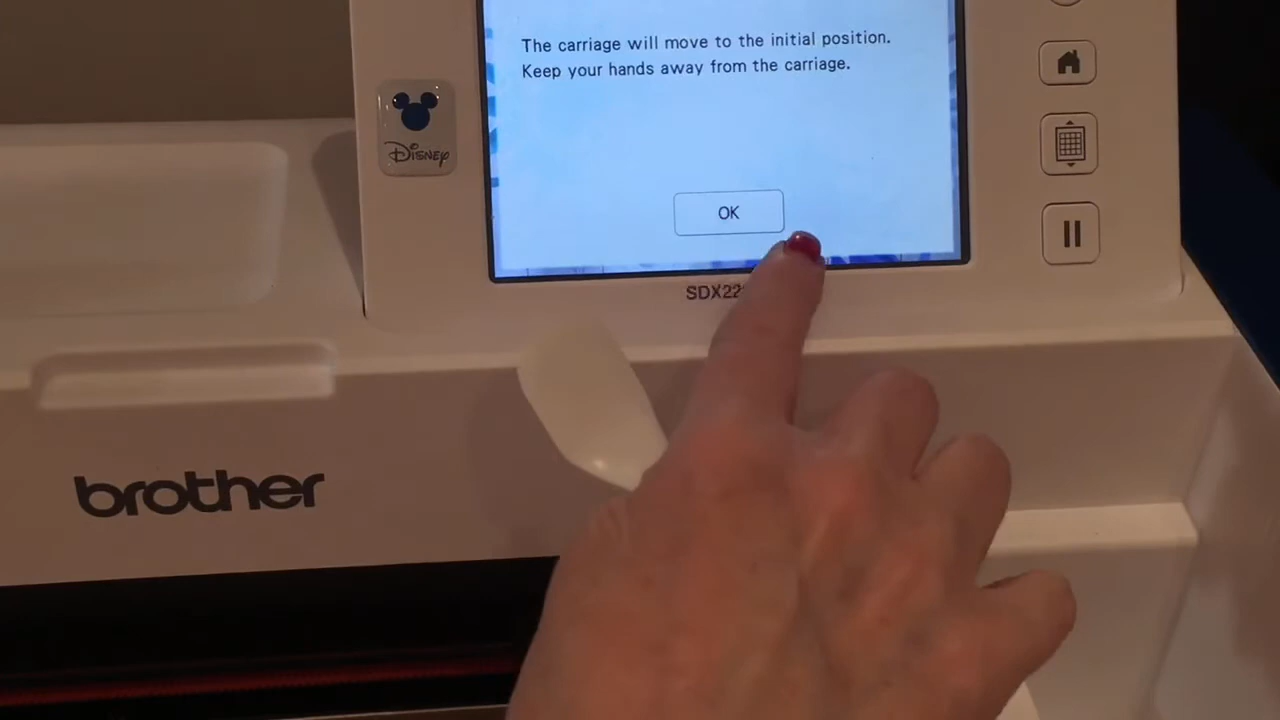 The carriage will move to the initial position.
Keep your hands away from the carriage.
Disney
OK
brother